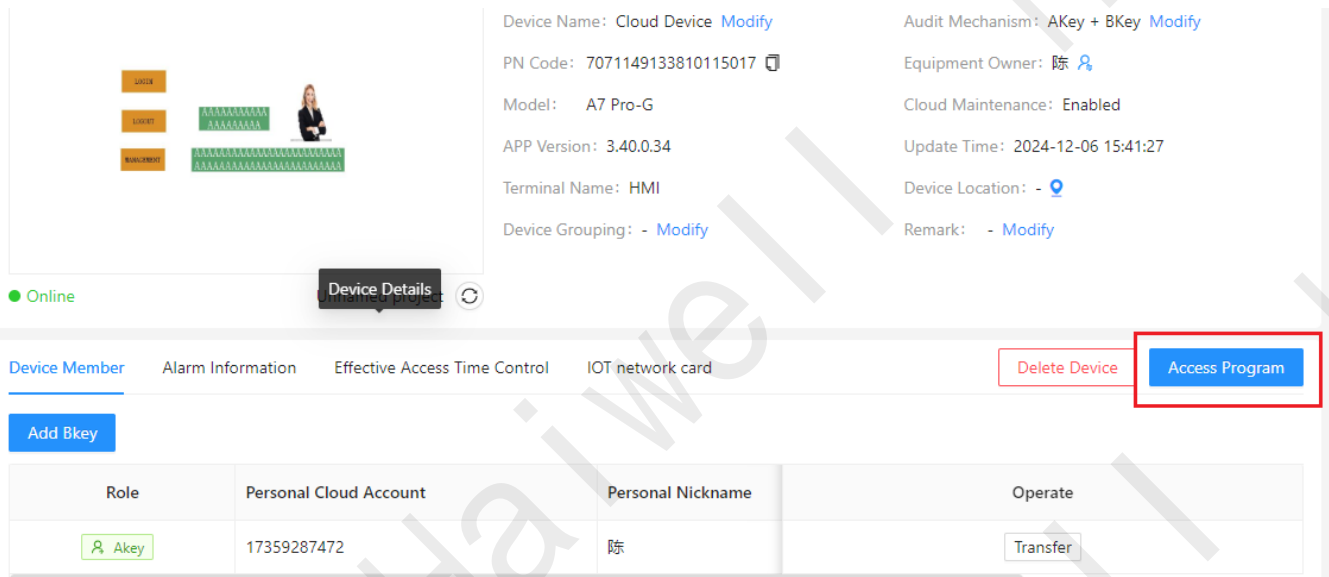 Device Name: Cloud Device Modify
Audit Mechanism: AKey + BKey Modify
PN Code: 7071149133810115017
Equipment Owner: 陈
LOGIN
Model: A7 Pro-G
Cloud Maintenance: Enabled
LOGOUT
AAAAAAAAAAA
AAAAAAAAA
APP Version: 3.40.0.34
Update Time: 2024-12-06 15:41:27
MANAGEMENT
Terminal Name: HMI
Device Location: -
Device Grouping: - Modify
Remark: - Modify
Online
Device Details
Unnamed project
Device Member Alarm Information Effective Access Time Control IOT network card Delete Device Access Program
Add Bkey
Role Personal Cloud Account Personal Nickname Operate
Akey 17359287472 陈 Transfer
Haiwell